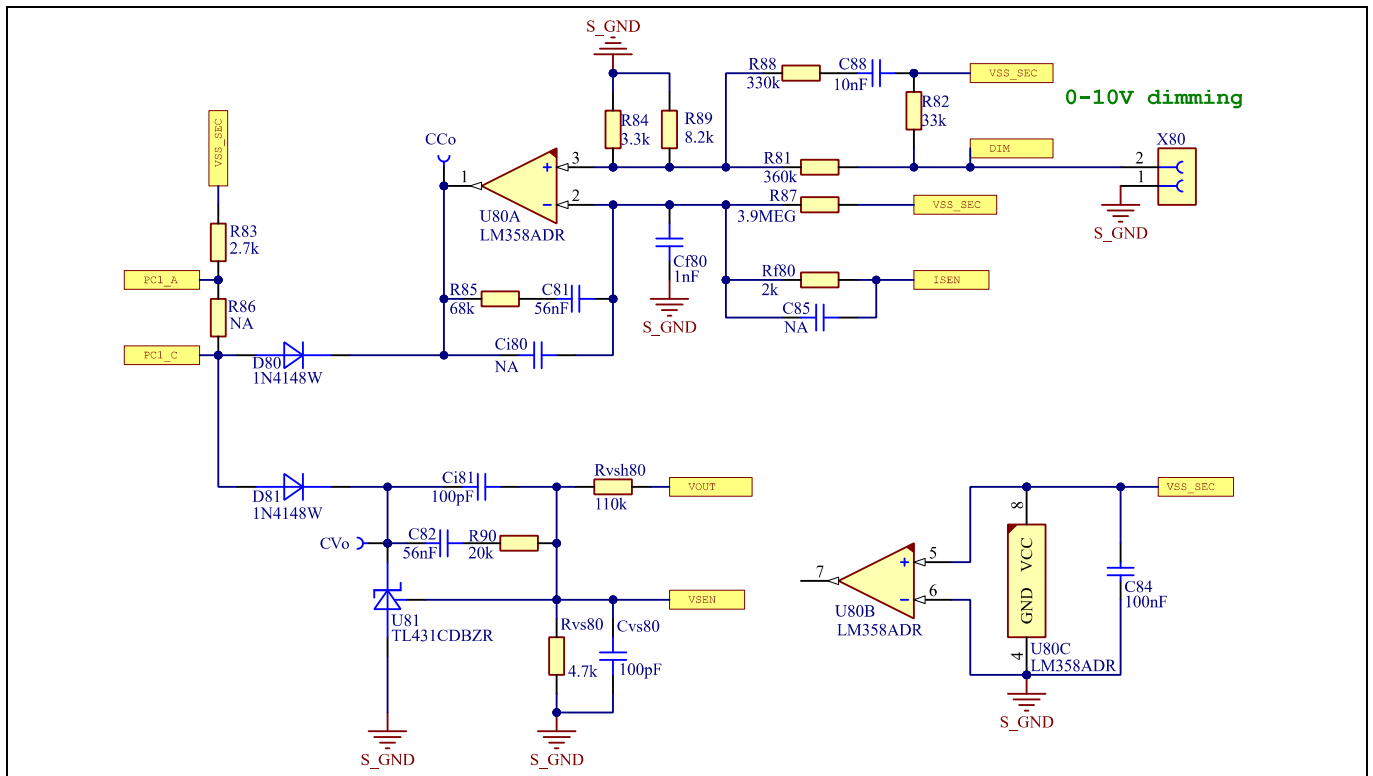 S_GND
R88
330k
C88
10nF
VSS_SEC
0-10V dimming
R82
33k
R84
3.3k
R89
8.2k
VSS_SEC
CCo
3
+
1
2
−
U80A
LM358ADR
R81
360k
DIM
X80
2
1
S_GND
R87
3.9MEG
VSS_SEC
R83
2.7k
PC1_A
R86
NA
PC1_C
Cf80
1nF
S_GND
Rf80
2k
ISEN
C85
NA
R85
68k
C81
56nF
Ci80
NA
D80
1N4148W
D81
1N4148W
Ci81
100pF
Rvsh80
110k
VOUT
CVo
C82
56nF
R90
20k
VSEN
U81
TL431CDBZR
Rvs80
4.7k
Cvs80
100pF
S_GND
S_GND
VSS_SEC
8
VCC
GND
4
5
+
7
6
−
U80B
LM358ADR
C84
100nF
U80C
LM358ADR
S_GND